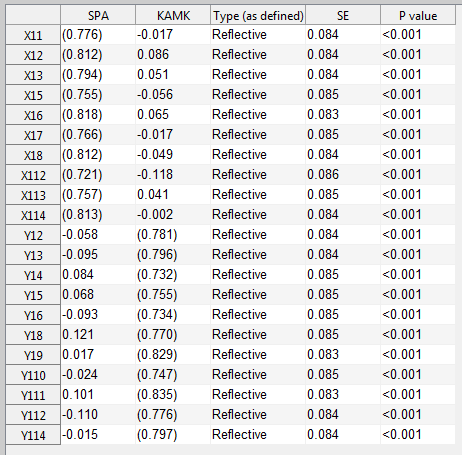 SPA KAMK Type (as defined) SE P value
X11 (0.776) -0.017 Reflective 0.084 <0.001
X12 (0.812) 0.086 Reflective 0.084 <0.001
X13 (0.794) 0.051 Reflective 0.084 <0.001
X15 (0.755) -0.056 Reflective 0.085 <0.001
X16 (0.818) 0.065 Reflective 0.083 <0.001
X17 (0.766) -0.017 Reflective 0.085 <0.001
X18 (0.812) -0.049 Reflective 0.084 <0.001
X112 (0.721) -0.118 Reflective 0.086 <0.001
X113 (0.757) 0.041 Reflective 0.085 <0.001
X114 (0.813) -0.002 Reflective 0.084 <0.001
Y12 -0.058 (0.781) Reflective 0.084 <0.001
Y13 -0.095 (0.796) Reflective 0.084 <0.001
Y14 0.084 (0.732) Reflective 0.085 <0.001
Y15 0.068 (0.755) Reflective 0.085 <0.001
Y16 -0.093 (0.734) Reflective 0.085 <0.001
Y18 0.121 (0.770) Reflective 0.085 <0.001
Y19 0.017 (0.829) Reflective 0.083 <0.001
Y110 -0.024 (0.747) Reflective 0.085 <0.001
Y111 0.101 (0.835) Reflective 0.083 <0.001
Y112 -0.110 (0.776) Reflective 0.084 <0.001
Y114 -0.015 (0.797) Reflective 0.084 <0.001